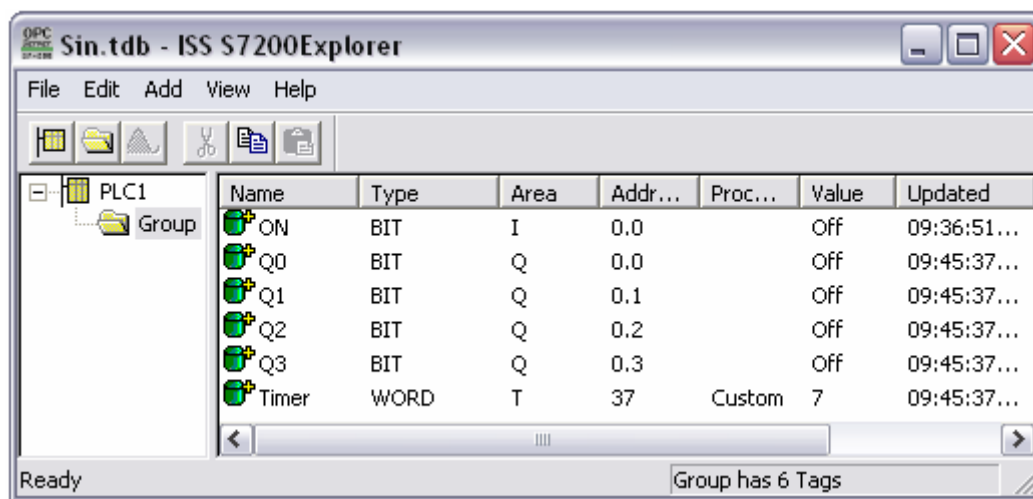 Sin.tdb - ISS S7200Explorer
File Edit Add View Help
PLC1
Group
Name Type Area Addr... Proc... Value Updated
ON BIT I 0.0 Off 09:36:51...
Q0 BIT Q 0.0 Off 09:45:37...
Q1 BIT Q 0.1 Off 09:45:37...
Q2 BIT Q 0.2 Off 09:45:37...
Q3 BIT Q 0.3 Off 09:45:37...
Timer WORD T 37 Custom 7 09:45:37...
Ready Group has 6 Tags